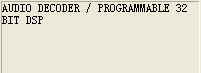 AUDIO DECODER / PROGRAMMABLE 32
BIT DSP